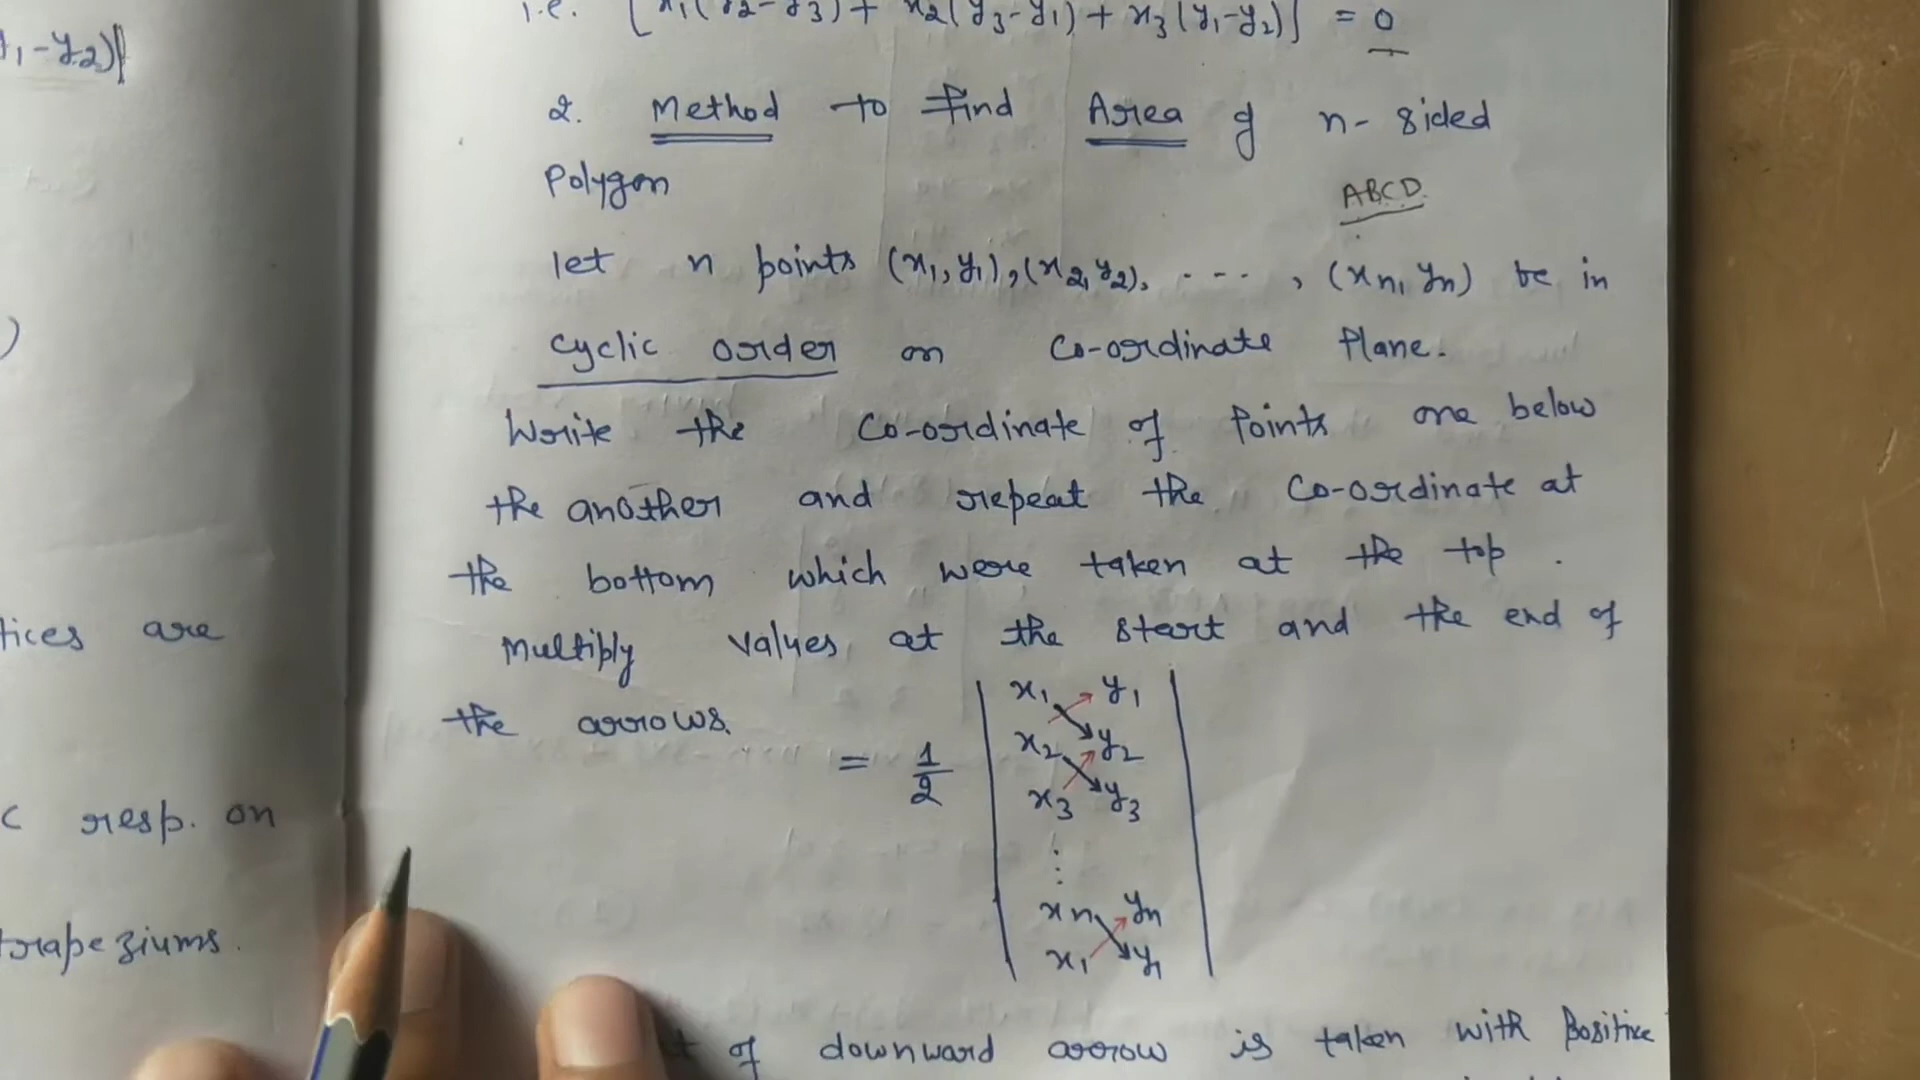 1-y2)|
)
tices are
c resp. on
trapeziums.
i.e. [x1(y2-y3)+ x2(y3-y1)+ x3(y1-y2)] = 0
2. Method to find Area of n-sided
Polygon
ABCD
let n points (x1, y1), (x2, y2), ----, (xn, yn) be in
cyclic order on Co-ordinate Plane.
Write the Co-ordinate of Points one below
the another and repeat the Co-ordinate at
the bottom which were taken at the top.
Multiply values at the start and the end of
the arrows.
= 1/2 | x1 y1
x2 y2
x3 y3
⋮
xn yn
x1 y1 |
of downward arrow is taken with Positive